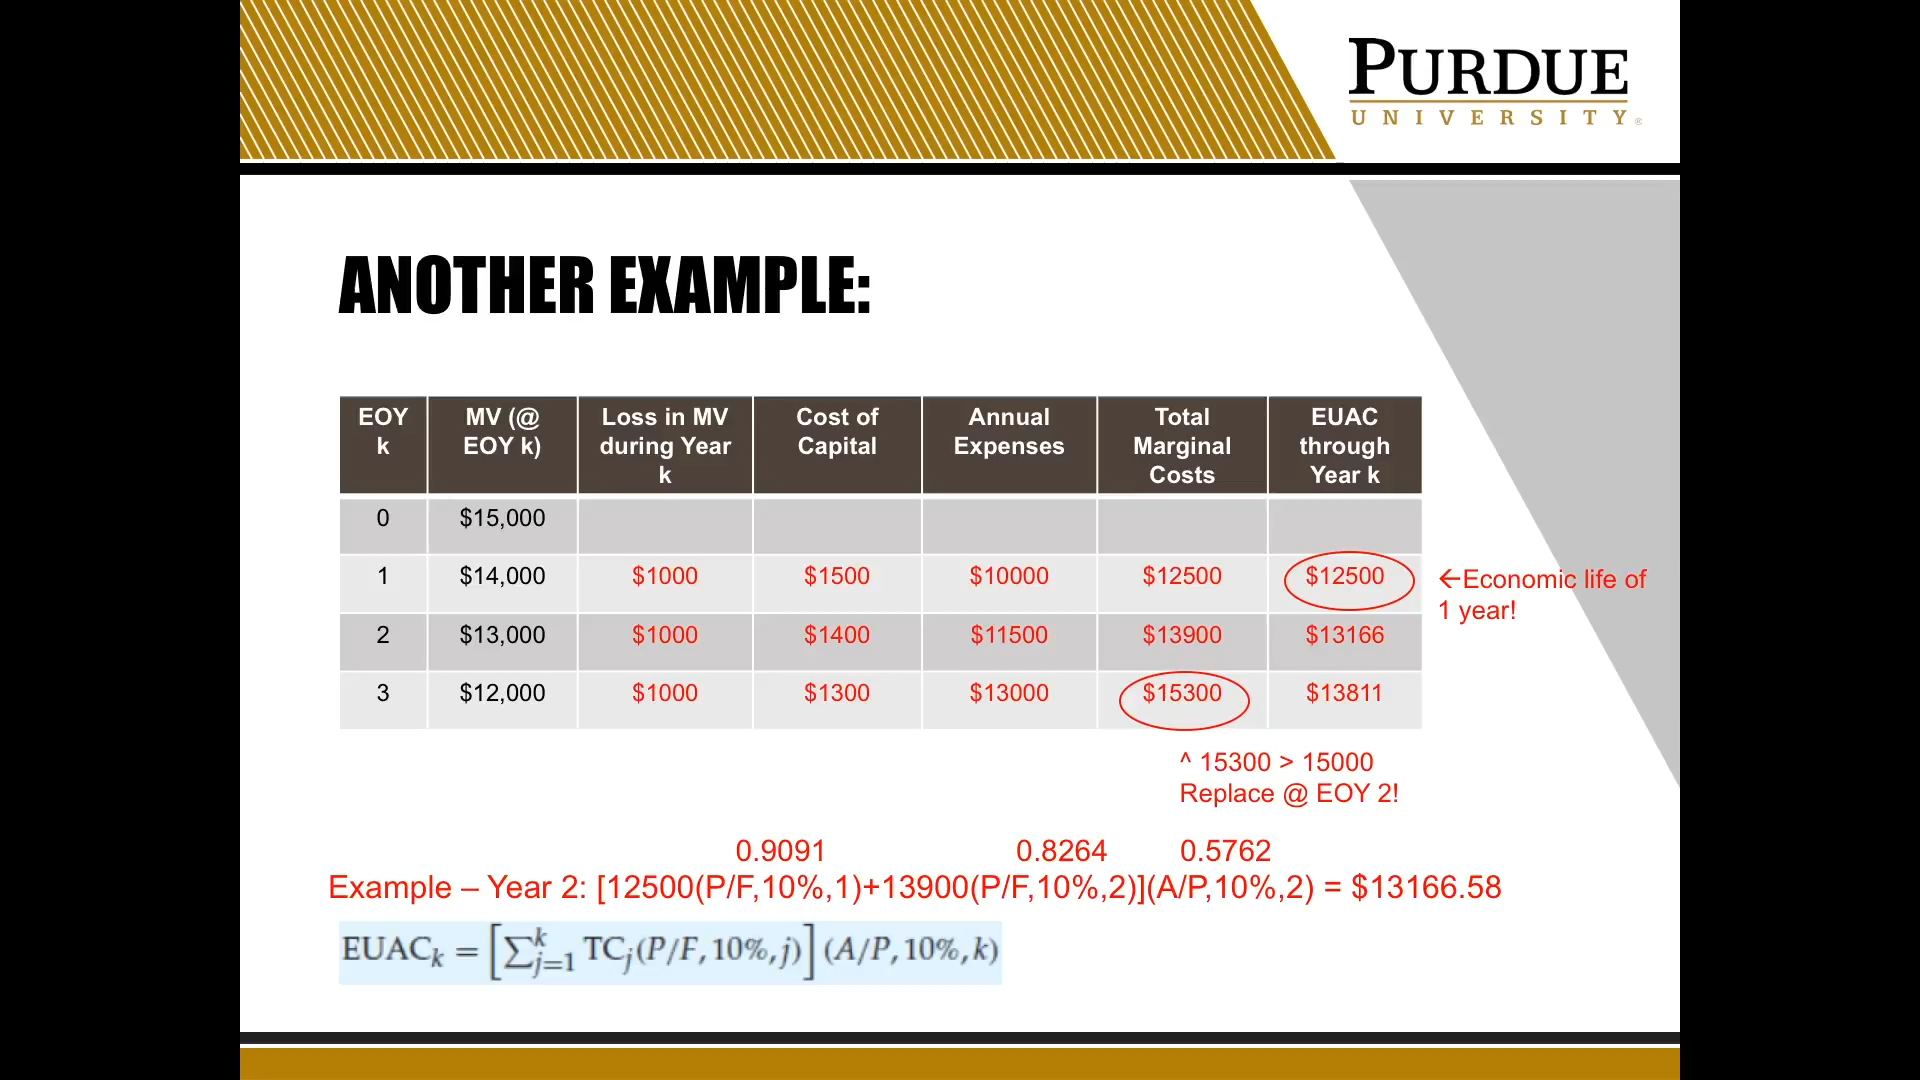 PURDUE
UNIVERSITY®
ANOTHER EXAMPLE:
EOY k MV (@ EOY k) Loss in MV during Year k Cost of Capital Annual Expenses Total Marginal Costs EUAC through Year k
0 $15,000
1 $14,000 $1000 $1500 $10000 $12500 $12500
←Economic life of
1 year!
2 $13,000 $1000 $1400 $11500 $13900 $13166
3 $12,000 $1000 $1300 $13000 $15300 $13811
^ 15300 > 15000
Replace @ EOY 2!
0.9091 0.8264 0.5762
Example – Year 2: [12500(P/F,10%,1)+13900(P/F,10%,2)](A/P,10%,2) = $13166.58
EUACₖ = [∑ᵏⱼ₌₁ TCⱼ(P/F, 10%, j)] (A/P, 10%, k)